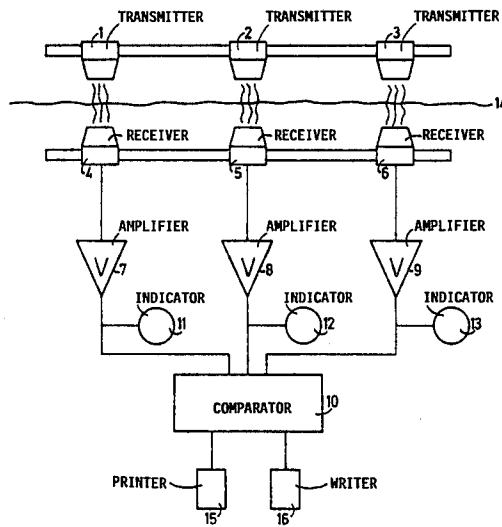 TRANSMITTER TRANSMITTER TRANSMITTER
1 2 3
14
RECEIVER RECEIVER RECEIVER
4 5 6
AMPLIFIER AMPLIFIER AMPLIFIER
V 7 V 8 V 9
INDICATOR INDICATOR INDICATOR
11 12 13
COMPARATOR 10
PRINTER WRITER
15 16